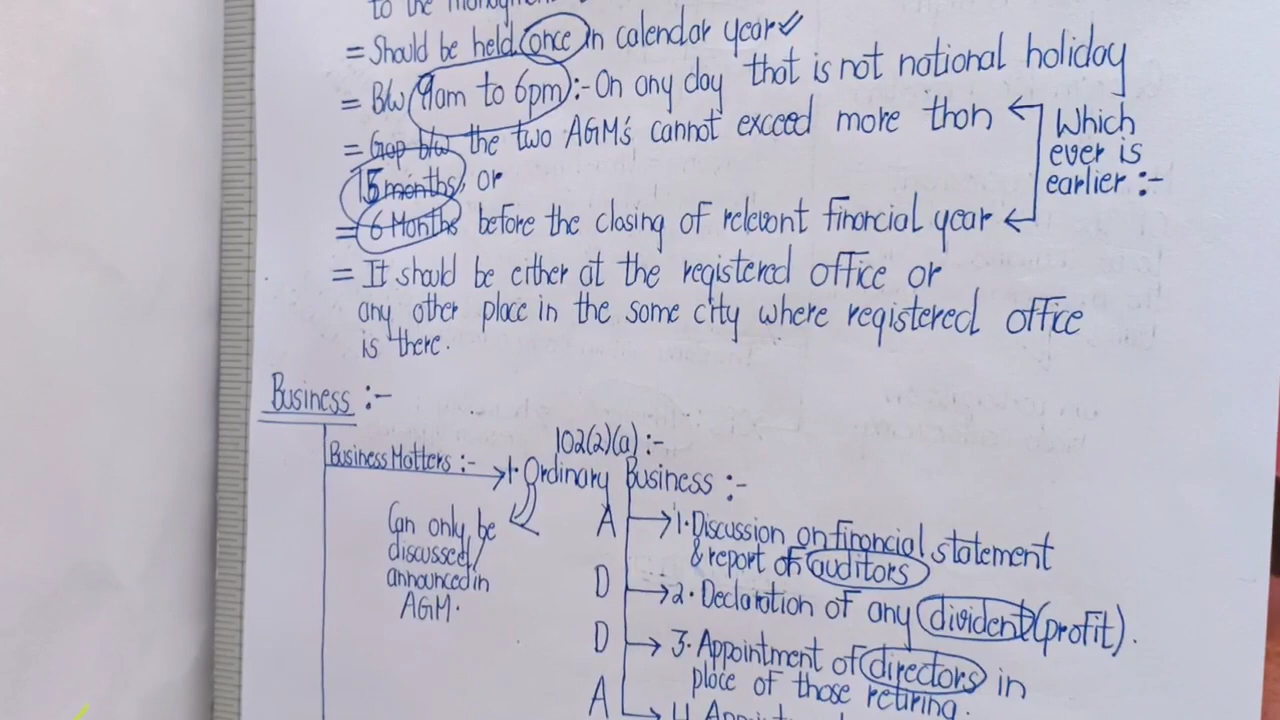 to the
= Should be held once in calendar year ✓
= B/w 9am to 6pm :- On any day that is not national holiday
= Gap b/w the two AGM's cannot exceed more than
15 months, or
= 6 Months before the closing of relevant financial year
Which
ever is
earlier :-
= It should be either at the registered office or
any other place in the same city where registered office
is there.
Business :-
102(2)(a) :-
Business Matters :- → 1. Ordinary Business :-
Can only be
discussed/
announced in
AGM.
A → 1. Discussion on financial statement
& report of auditors
D → 2. Declaration of any divident (profit).
D → 3. Appointment of directors in
place of those retiring.
A → 4.